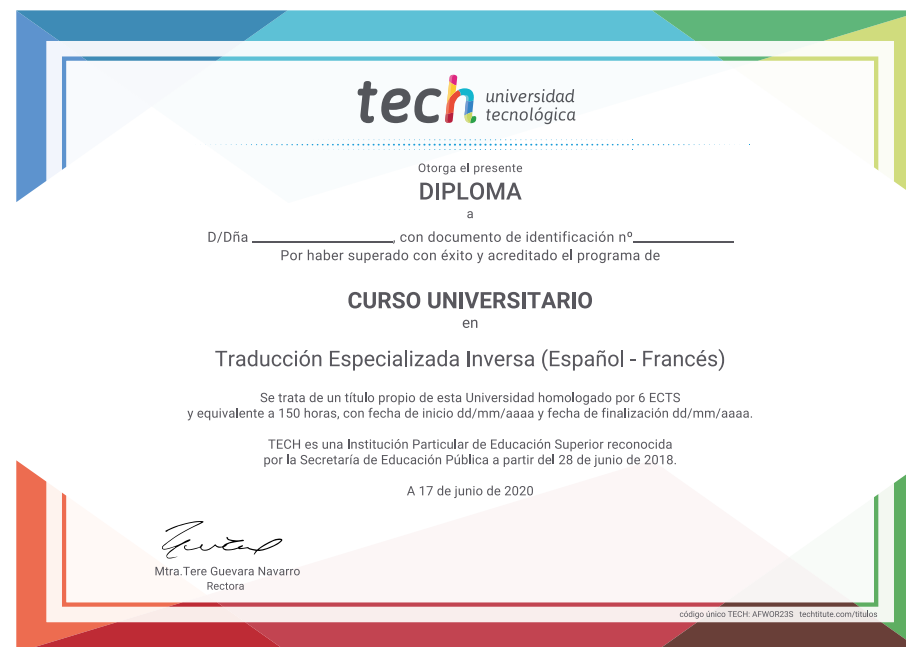 tech universidad
tecnológica
Otorga el presente
DIPLOMA
a
D/Dña ____________________, con documento de identificación nº______________
Por haber superado con éxito y acreditado el programa de
CURSO UNIVERSITARIO
en
Traducción Especializada Inversa (Español - Francés)
Se trata de un título propio de esta Universidad homologado por 6 ECTS
y equivalente a 150 horas, con fecha de inicio dd/mm/aaaa y fecha de finalización dd/mm/aaaa.
TECH es una Institución Particular de Educación Superior reconocida
por la Secretaría de Educación Pública a partir del 28 de junio de 2018.
A 17 de junio de 2020
Mtra.Tere Guevara Navarro
Rectora
código único TECH: AFWOR23S techtitute.com/titulos